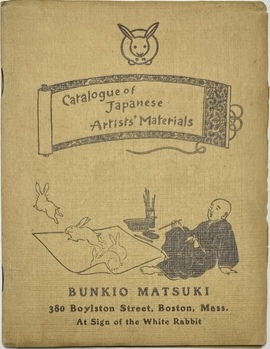 Catalogue of
Japanese
Artists' Materials
BUNKIO MATSUKI
380 Boylston Street, Boston, Mass.
At Sign of the White Rabbit